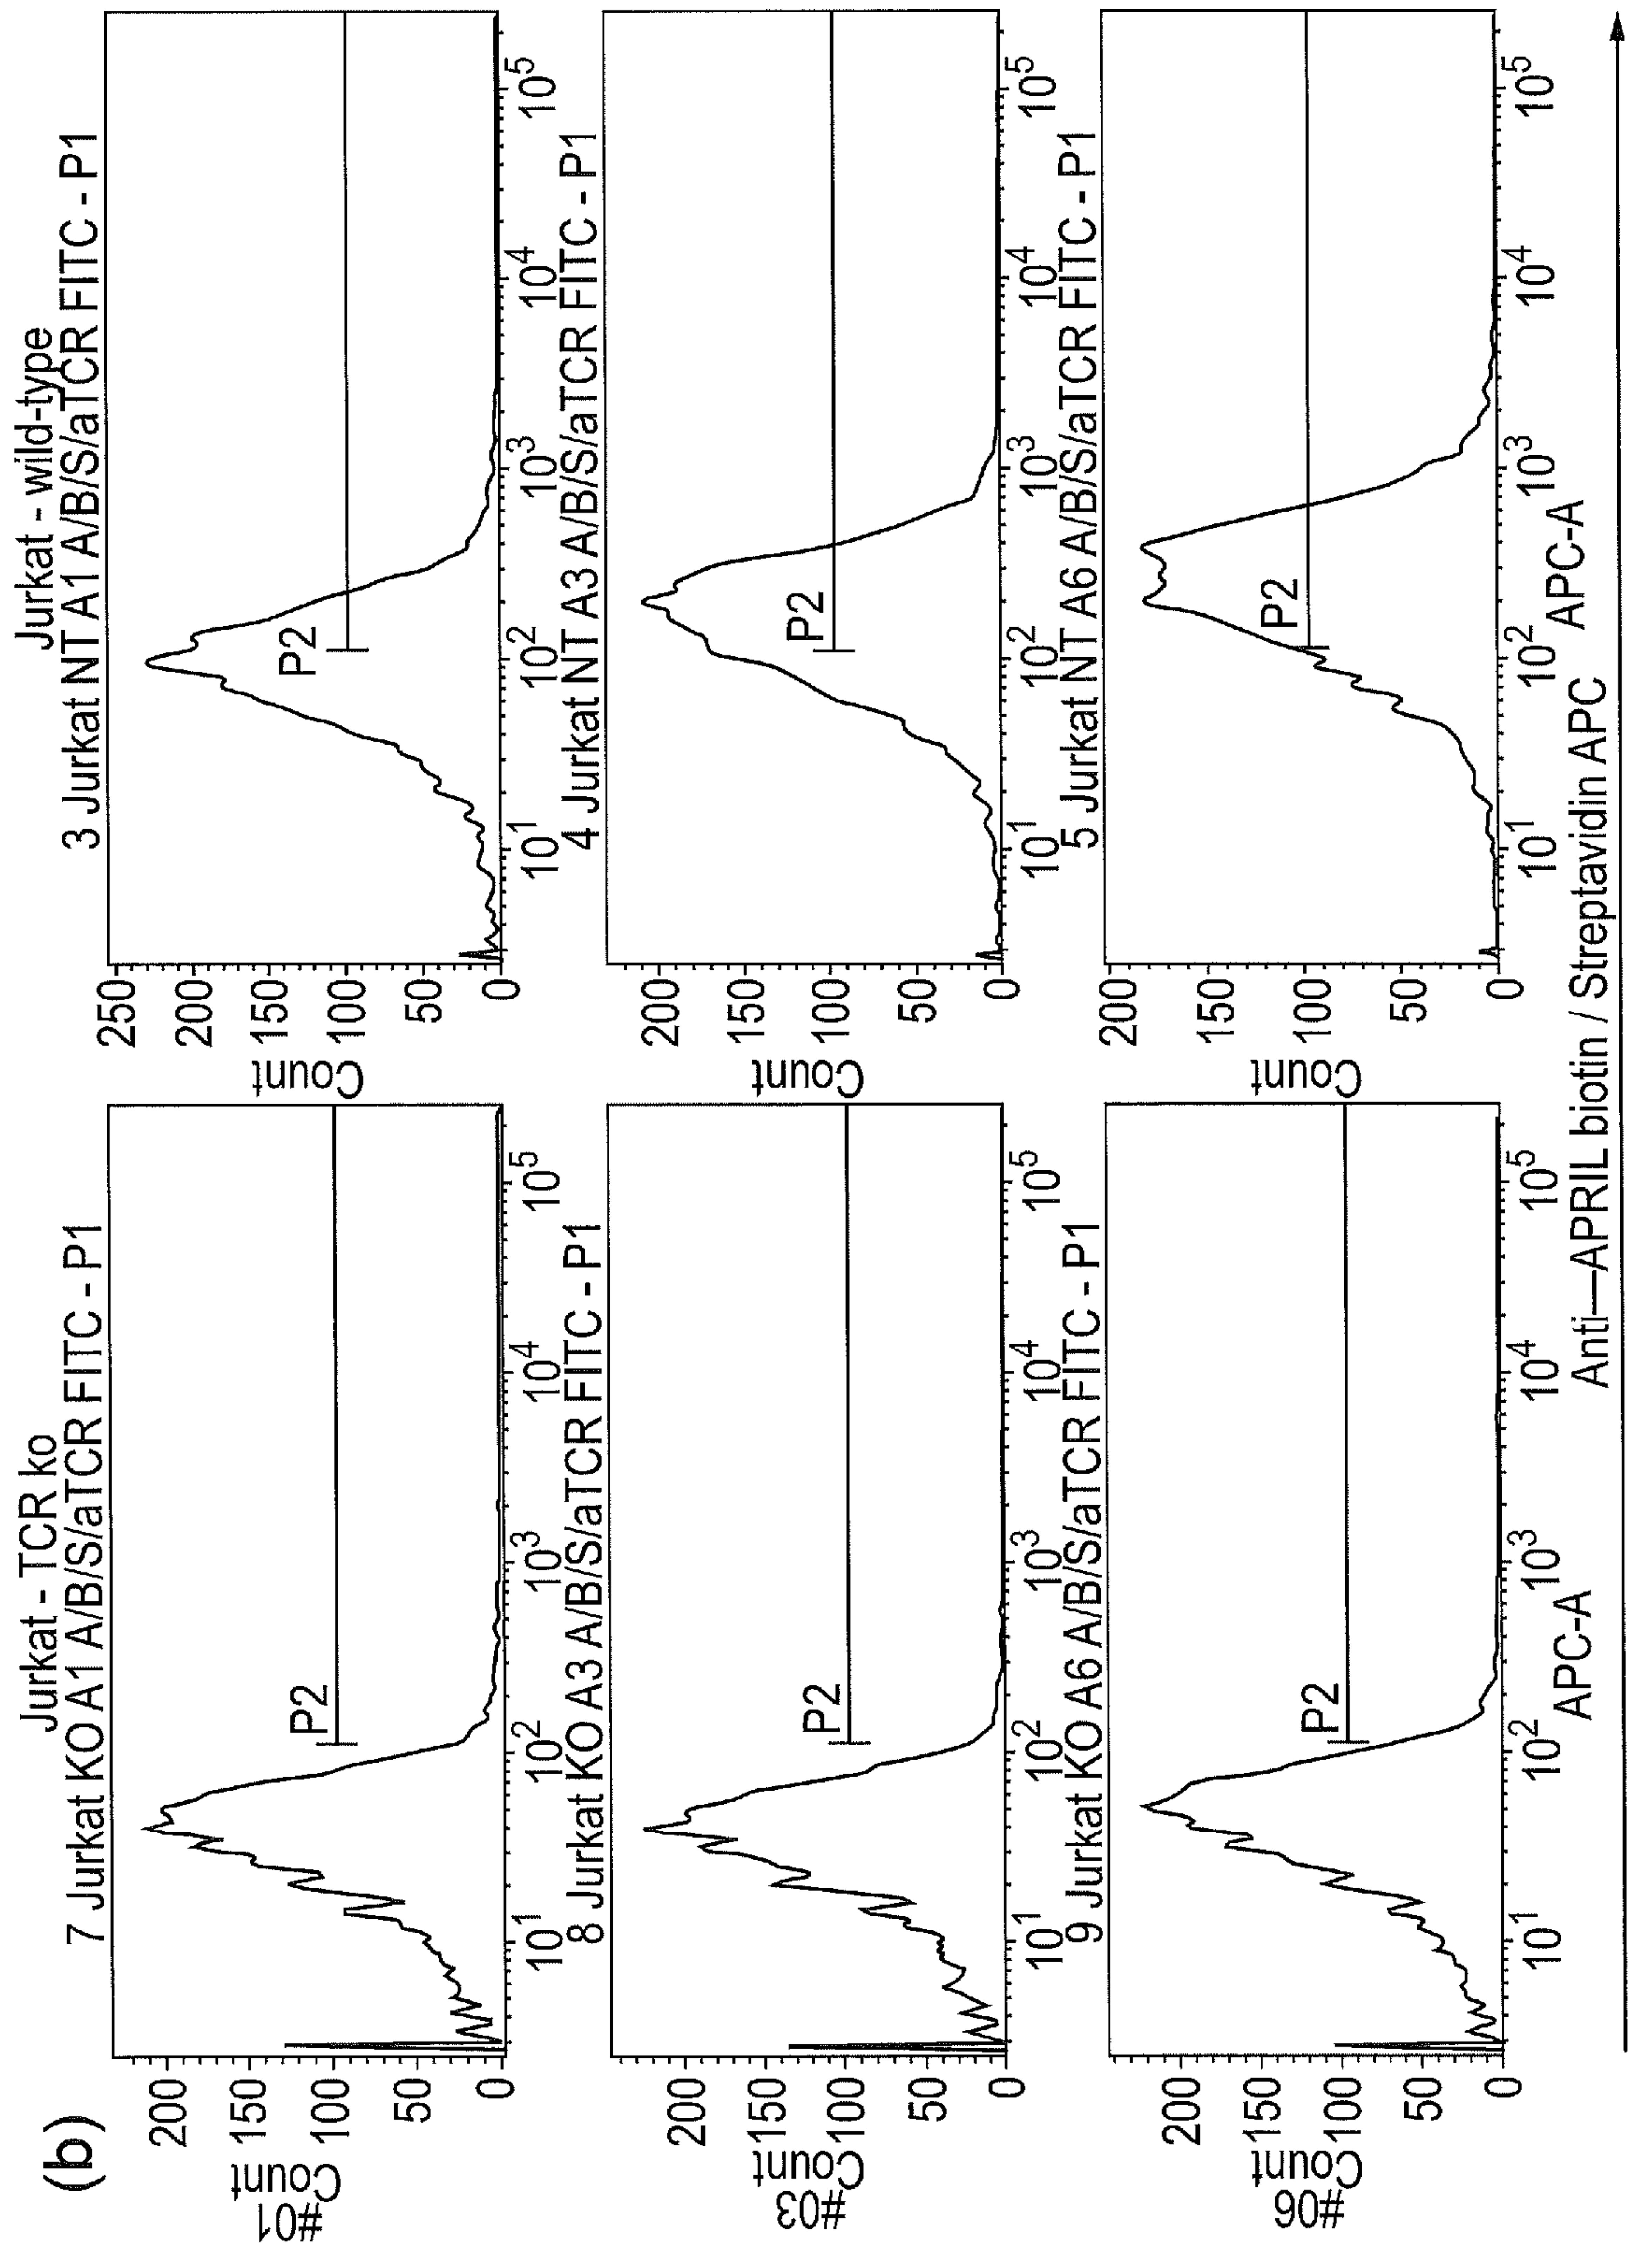 (b)
Jurkat - TCR ko
Jurkat - wild-type
#01
7 Jurkat KO A1 A/B/S/aTCR FITC - P1
Count
200
150
100
50
0
P2
10^1 10^2 10^3 10^4 10^5
3 Jurkat NT A1 A/B/S/aTCR FITC - P1
Count
250
200
150
100
50
0
P2
10^1 10^2 10^3 10^4 10^5
#03
8 Jurkat KO A3 A/B/S/aTCR FITC - P1
Count
200
150
100
50
0
P2
10^1 10^2 10^3 10^4 10^5
4 Jurkat NT A3 A/B/S/aTCR FITC - P1
Count
200
150
100
50
0
P2
10^1 10^2 10^3 10^4 10^5
#06
9 Jurkat KO A6 A/B/S/aTCR FITC - P1
Count
200
150
100
50
0
P2
10^1 10^2 10^3 10^4 10^5
APC-A
5 Jurkat NT A6 A/B/S/aTCR FITC - P1
Count
200
150
100
50
0
P2
10^1 10^2 10^3 10^4 10^5
APC-A
Anti—APRIL biotin / Streptavidin APC